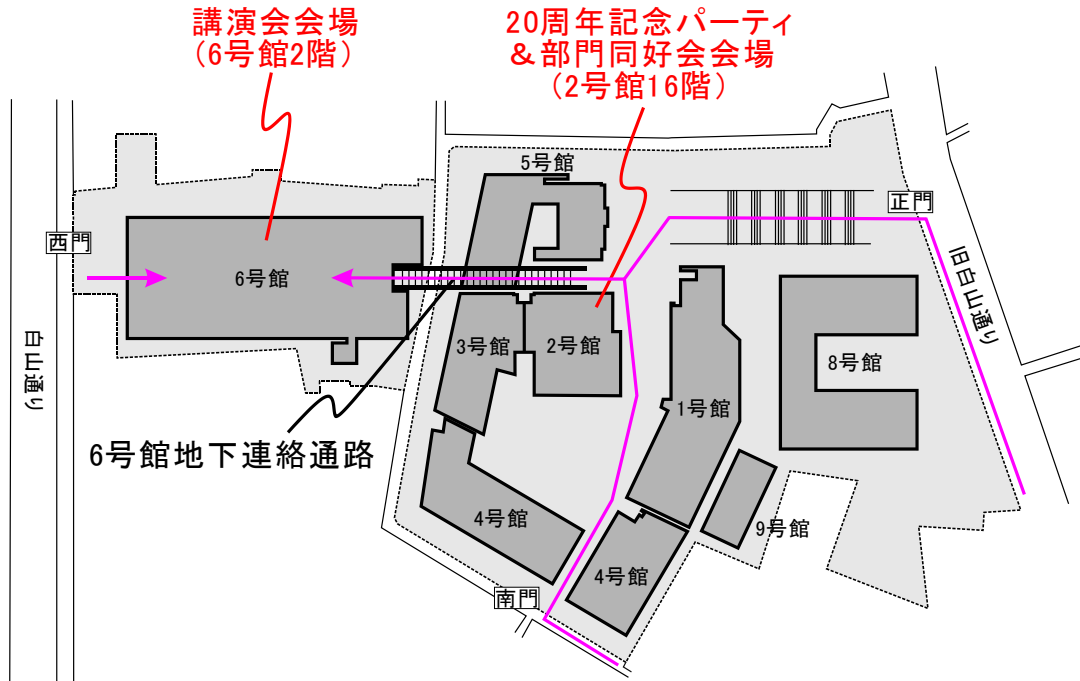 講演会会場
(6号館2階)
20周年記念パーティ
&部門同好会会場
(2号館16階)
5号館
正門
西門
6号館
旧白山通り
白山通り
3号館
2号館
8号館
1号館
6号館地下連絡通路
4号館
9号館
4号館
南門